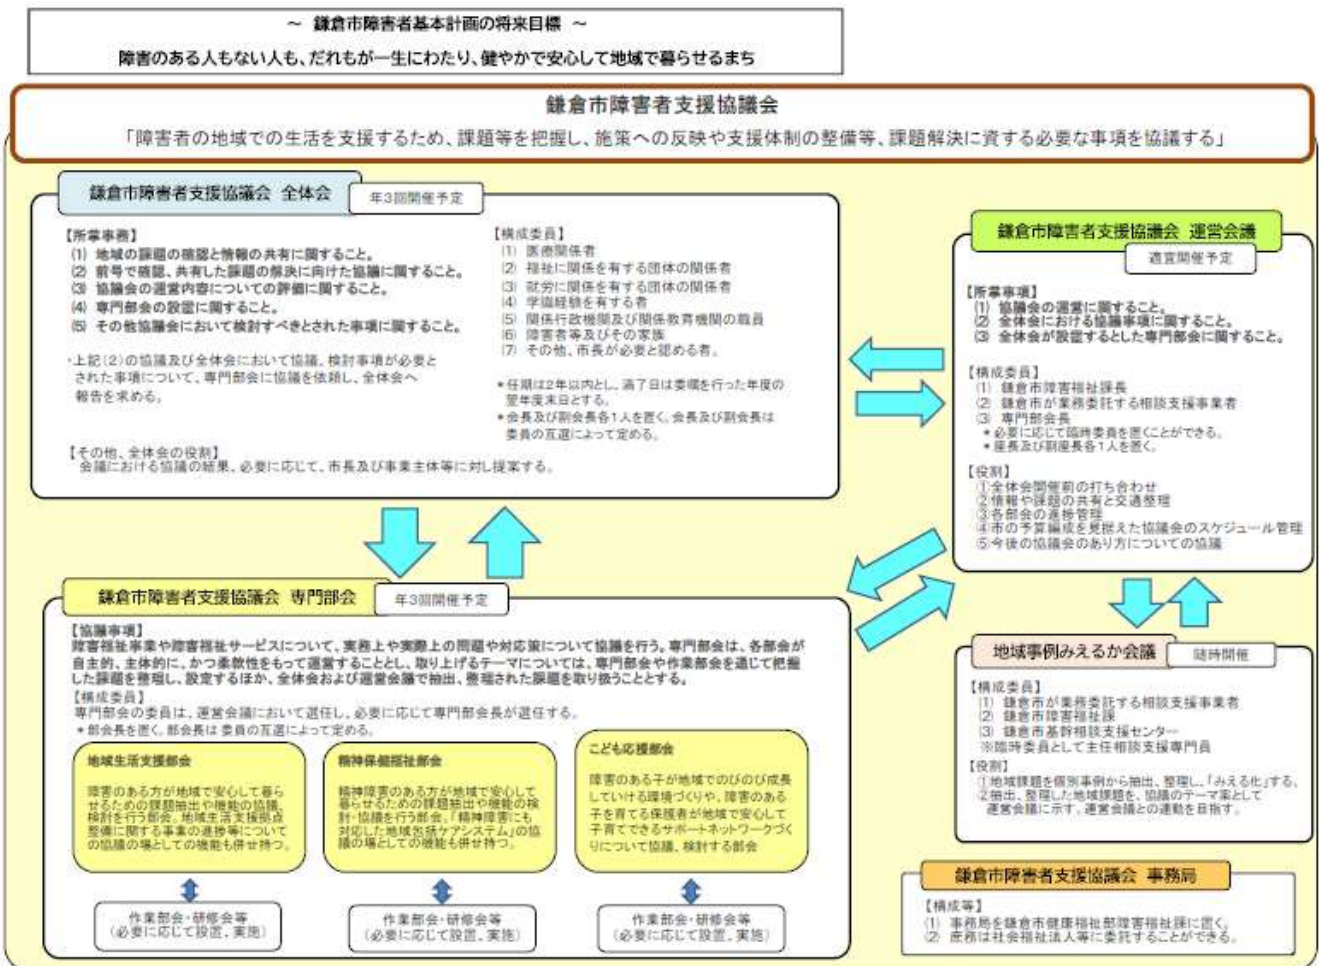 ～ 鎌倉市障害者基本計画の将来目標 ～
障害のある人もない人も、だれもが一生にわたり、健やかで安心して地域で暮らせるまち
鎌倉市障害者支援協議会
「障害者の地域での生活を支援するため、課題等を把握し、施策への反映や支援体制の整備等、課題解決に資する必要な事項を協議する」
鎌倉市障害者支援協議会 全体会
年3回開催予定
【所掌事務】
(1) 地域の課題の確認と情報の共有に関すること。
(2) 前号で確認、共有した課題の解決に向けた協議に関すること。
(3) 協議会の運営内容についての評価に関すること。
(4) 専門部会の設置に関すること。
(5) その他協議会において検討すべきとされた事項に関すること。
・上記(2)の協議及び全体会において協議、検討事項が必要と
された事項について、専門部会に協議を依頼し、全体会へ
報告を求める。
【構成委員】
(1) 医療関係者
(2) 福祉に関係を有する団体の関係者
(3) 就労に関係を有する団体の関係者
(4) 学識経験を有する者
(5) 関係行政機関及び関係教育機関の職員
(6) 障害者等及びその家族
(7) その他、市長が必要と認める者。
＊任期は2年以内とし、満了日は委嘱を行った年度の
翌年度末日とする。
＊会長及び副会長各1人を置く。会長及び副会長は
委員の互選によって定める。
【その他、全体会の役割】
会議における協議の結果、必要に応じて、市長及び事業主体等に対し提案する。
鎌倉市障害者支援協議会 運営会議
適宜開催予定
【所掌事項】
(1) 協議会の運営に関すること。
(2) 全体会における協議事項に関すること。
(3) 全体会が設置するとした専門部会に関すること。
【構成委員】
(1) 鎌倉市障害福祉課長
(2) 鎌倉市が業務委託する相談支援事業者
(3) 専門部会長
＊必要に応じて臨時委員を置くことができる。
＊座長及び副座長各1人を置く。
【役割】
①全体会開催前の打ち合わせ
②情報や課題の共有と交通整理
③各部会の進捗管理
④市の予算編成を見据えた協議会のスケジュール管理
⑤今後の協議会のあり方についての協議
鎌倉市障害者支援協議会 専門部会
年3回開催予定
【協議事項】
障害福祉事業や障害福祉サービスについて、実務上や実際上の問題や対応策について協議を行う。専門部会は、各部会が
自主的、主体的に、かつ柔軟性をもって運営することとし、取り上げるテーマについては、専門部会や作業部会を通じて把握
した課題を整理し、設定するほか、全体会および運営会議で抽出、整理された課題を取り扱うこととする。
【構成委員】
専門部会の委員は、運営会議において選任し、必要に応じて専門部会長が選任する。
＊部会長を置く。部会長は委員の互選によって定める。
地域生活支援部会
障害のある方が地域で安心して暮ら
せるための課題抽出や機能の協議、
検討を行う部会。地域生活支援拠点
整備に関する事業の進捗等について
の協議の場としての機能も併せ持つ。
精神保健福祉部会
精神障害のある方が地域で安心して
暮らせるための課題抽出や機能の検
討・協議を行う部会。「精神障害にも
対応した地域包括ケアシステム」の協
議の場としての機能も併せ持つ。
こども応援部会
障害のある子が地域でのびのび成長
していける環境づくりや、障害のある
子を育てる保護者が地域で安心して
子育てできるサポートネットワークづく
りについて協議、検討する部会
作業部会・研修会等
(必要に応じて設置、実施)
作業部会・研修会等
(必要に応じて設置、実施)
作業部会・研修会等
(必要に応じて設置、実施)
地域事例みえるか会議
随時開催
【構成委員】
(1) 鎌倉市が業務委託する相談支援事業者
(2) 鎌倉市障害福祉課
(3) 鎌倉市基幹相談支援センター
※臨時委員として主任相談支援専門員
【役割】
①地域課題を個別事例から抽出、整理し、「みえる化」する。
②抽出、整理した地域課題を、協議のテーマ案として
運営会議に示す。運営会議との連動を目指す。
鎌倉市障害者支援協議会 事務局
【構成等】
(1) 事務局を鎌倉市健康福祉部障害福祉課に置く。
(2) 庶務は社会福祉法人等に委託することができる。